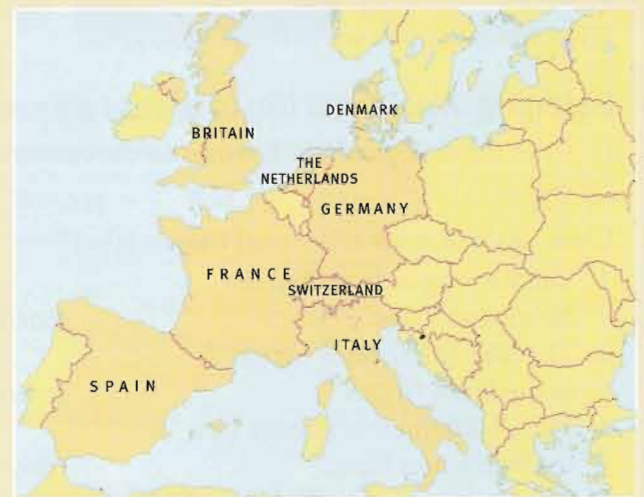 DENMARK
BRITAIN
THE
NETHERLANDS
GERMANY
FRANCE
SWITZERLAND
ITALY
SPAIN